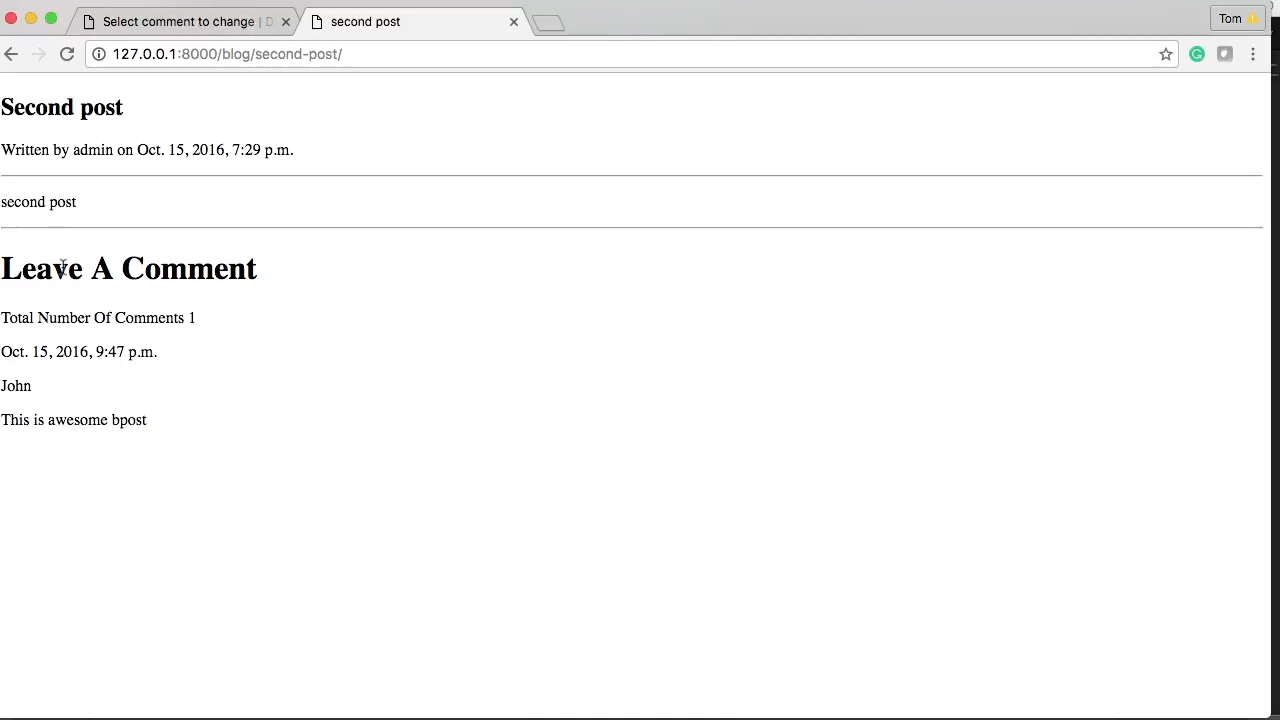 Select comment to change | D
second post
Tom
127.0.0.1:8000/blog/second-post/
Second post
Written by admin on Oct. 15, 2016, 7:29 p.m.
second post
Leave A Comment
Total Number Of Comments 1
Oct. 15, 2016, 9:47 p.m.
John
This is awesome bpost